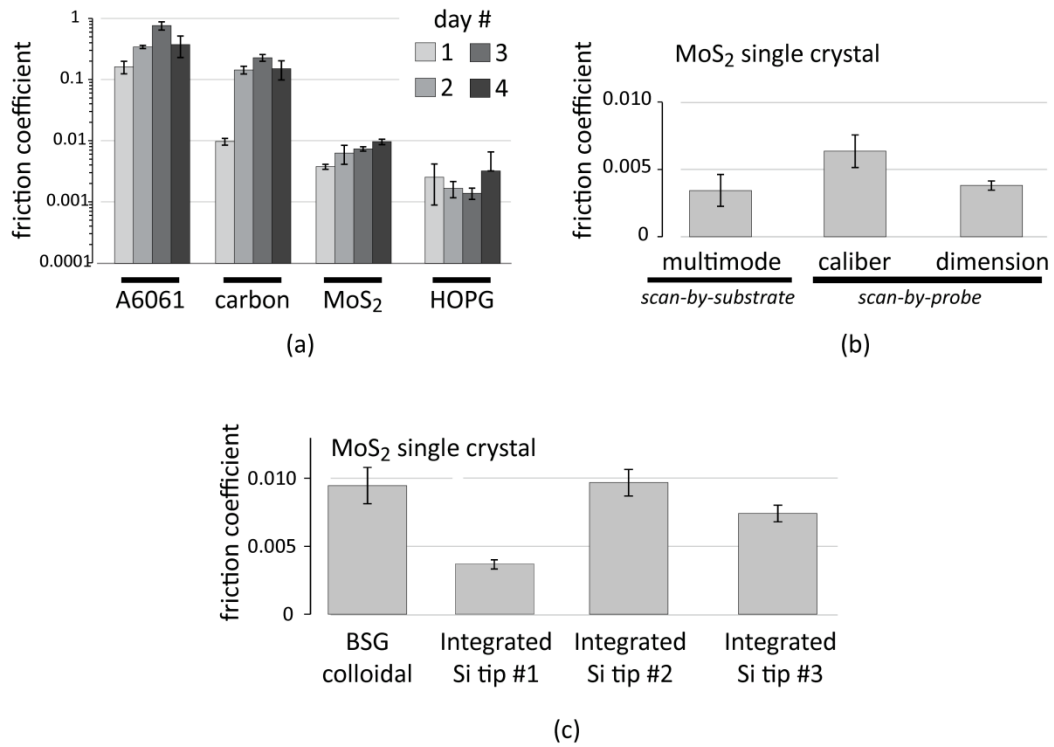 day #
1 3
2 4
friction coefficient
1
0.1
0.01
0.001
0.0001
A6061 carbon MoS₂ HOPG
(a)
MoS₂ single crystal
friction coefficient
0.010
0.005
0
multimode caliber dimension
scan-by-substrate scan-by-probe
(b)
MoS₂ single crystal
friction coefficient
0.010
0.005
0
BSG Integrated Integrated Integrated
colloidal Si tip #1 Si tip #2 Si tip #3
(c)